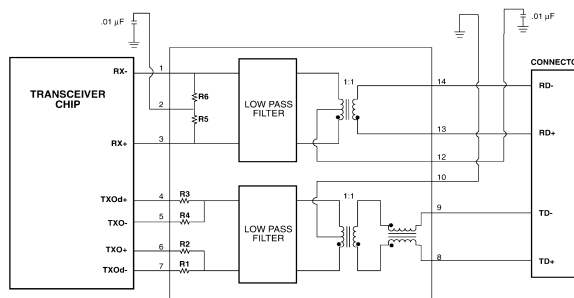 .01 µF
.01 µF
CONNECTO
TRANSCEIVER
CHIP
RX-
1
2
R6
R5
RX+
3
LOW PASS
FILTER
1:1
14
RD-
13
RD+
12
10
TXOd+
4
R3
TXO-
5
R4
TXO+
6
R2
TXOd-
7
R1
LOW PASS
FILTER
1:1
9
TD-
8
TD+